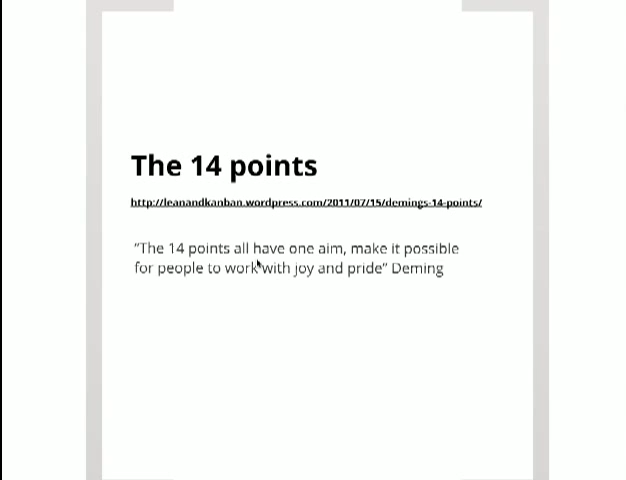 The 14 points
http://leanandkanban.wordpress.com/2011/07/15/demings-14-points/
"The 14 points all have one aim, make it possible
for people to work with joy and pride" Deming